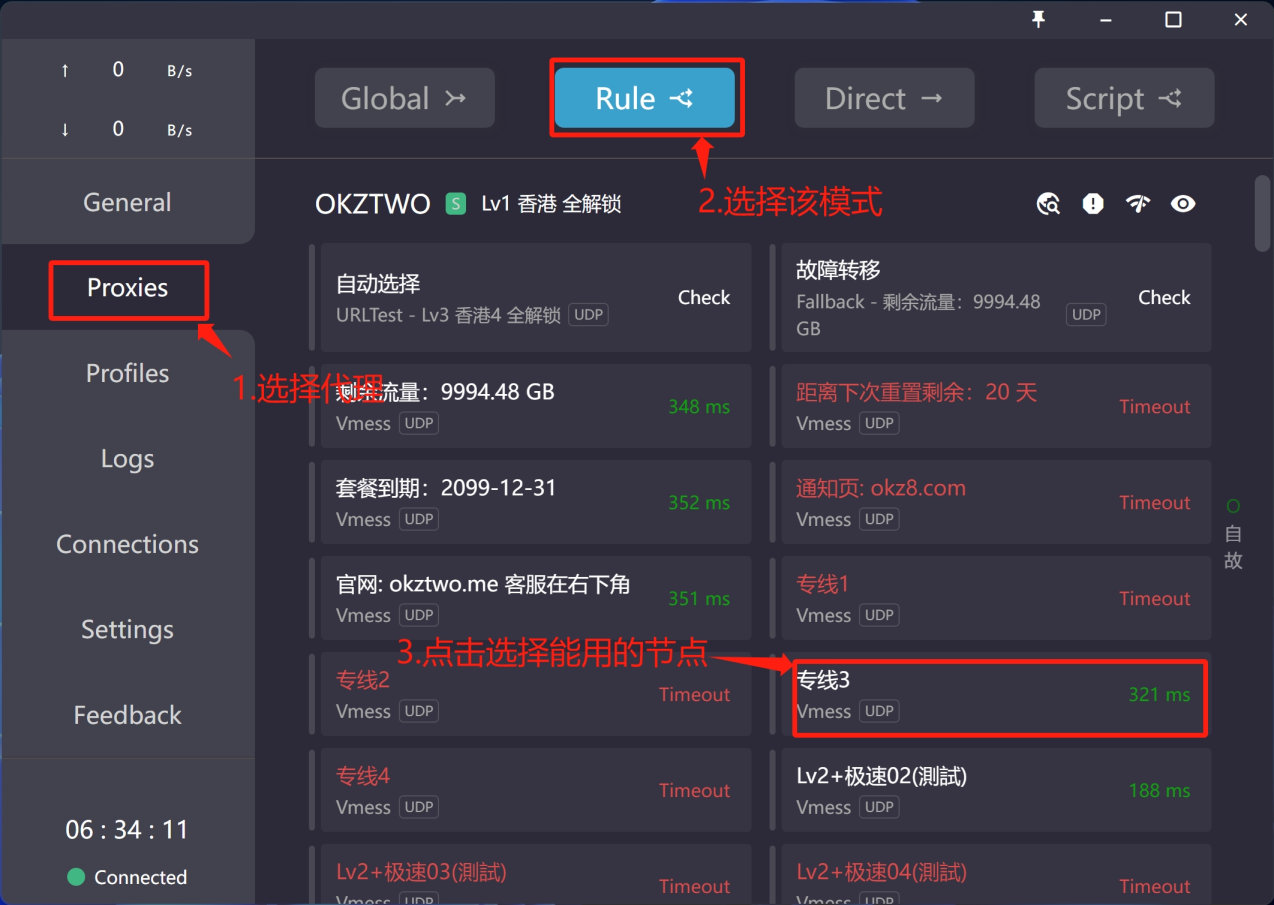 ↑ 0 B/s
↓ 0 B/s
General
Proxies
Profiles
Logs
Connections
Settings
Feedback
06 : 34 : 11
Connected
1.选择代理
Global
Rule
Direct
Script
2.选择该模式
OKZTWO S Lv1 香港 全解锁
自动选择
URLTest - Lv3 香港4 全解锁 UDP
Check
故障转移
Fallback - 剩余流量：9994.48
GB
UDP
Check
剩余流量：9994.48 GB
Vmess UDP
348 ms
距离下次重置剩余：20 天
Vmess UDP
Timeout
套餐到期：2099-12-31
Vmess UDP
352 ms
通知页: okz8.com
Vmess UDP
Timeout
官网: okztwo.me 客服在右下角
Vmess UDP
351 ms
专线1
Vmess UDP
Timeout
3.点击选择能用的节点
专线2
Vmess UDP
Timeout
专线3
Vmess UDP
321 ms
专线4
Vmess UDP
Timeout
Lv2+极速02(測試)
Vmess UDP
188 ms
Lv2+极速03(測試)
Vmess UDP
Timeout
Lv2+极速04(測試)
Vmess UDP
Timeout
O
自
故